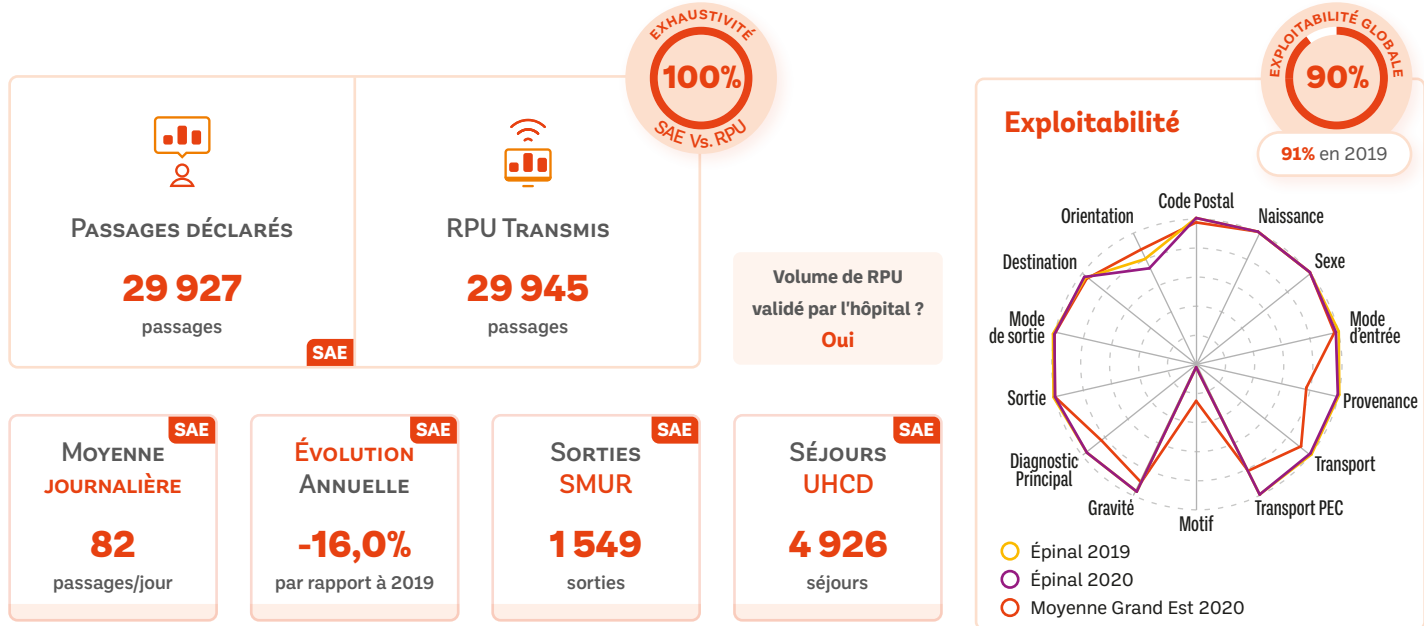 EXHAUSTIVITÉ
100%
SAE Vs. RPU
PASSAGES DÉCLARÉS
29 927
passages
SAE
RPU TRANSMIS
29 945
passages
Volume de RPU
validé par l'hôpital ?
Oui
SAE
MOYENNE
JOURNALIÈRE
82
passages/jour
SAE
ÉVOLUTION
ANNUELLE
-16,0%
par rapport à 2019
SAE
SORTIES
SMUR
1 549
sorties
SAE
SÉJOURS
UHCD
4 926
séjours
EXPLOITABILITÉ GLOBALE
90%
91% en 2019
Exploitabilité
Code Postal
Naissance
Sexe
Mode
d'entrée
Provenance
Transport
Transport PEC
Motif
Gravité
Diagnostic
Principal
Sortie
Mode
de sortie
Destination
Orientation
Épinal 2019
Épinal 2020
Moyenne Grand Est 2020